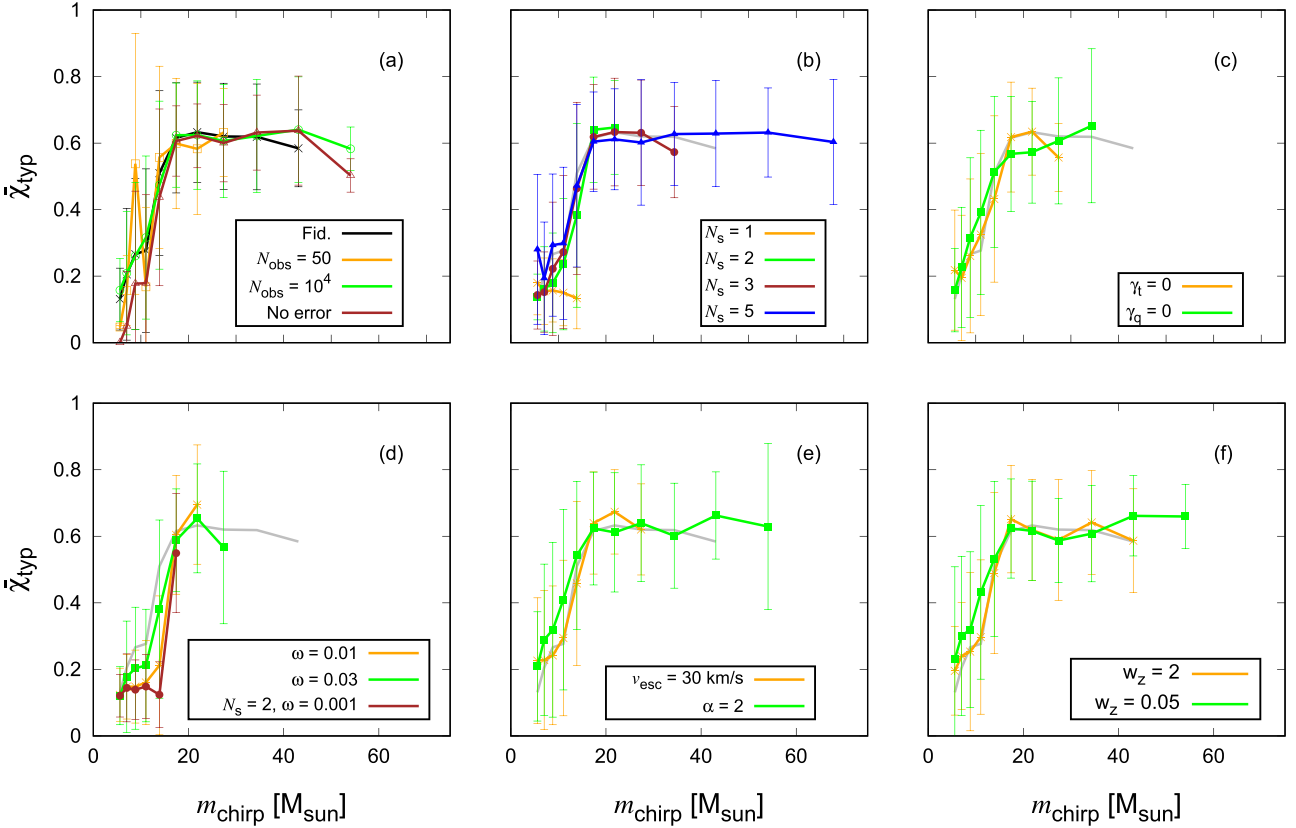 1
0.8
0.6
0.4
0.2
0
χ̄typ
(a)
Fid.
Nobs = 50
Nobs = 10⁴
No error
(b)
Ns = 1
Ns = 2
Ns = 3
Ns = 5
(c)
γt = 0
γq = 0
1
0.8
0.6
0.4
0.2
0
χ̄typ
(d)
ω = 0.01
ω = 0.03
Ns = 2, ω = 0.001
0 20 40 60
mchirp [Msun]
(e)
vesc = 30 km/s
α = 2
0 20 40 60
mchirp [Msun]
(f)
wz = 2
wz = 0.05
0 20 40 60
mchirp [Msun]